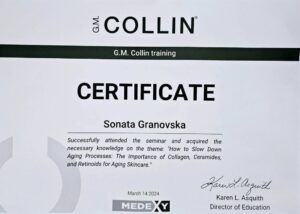 G.M. COLLIN®
G.M. Collin training
CERTIFICATE
Sonata Granovska
Successfully attended the seminar and acquired the
necessary knowledge on the theme: "How to Slow Down
Aging Processes: The importance of Collagen, Ceramides,
and Retinoids for Aging Skincare."
Karen L. Asquith
March 14 2024
MEDEXY
Karen L. Asquith
Director of Education